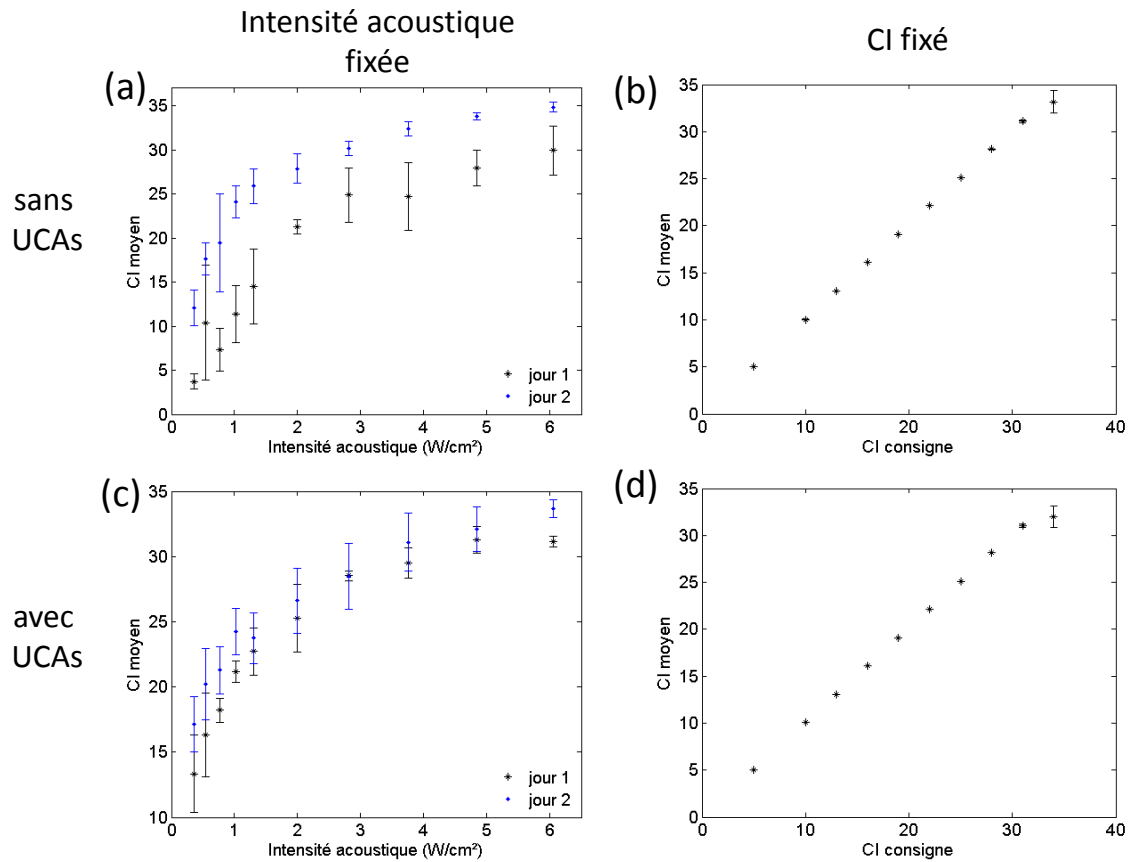 Intensité acoustique
fixée
CI fixé
sans
UCAs
(a)
35
30
25
20
15
10
5
0
CI moyen
0 1 2 3 4 5 6
Intensité acoustique (W/cm²)
jour 1
jour 2
(b)
35
30
25
20
15
10
5
0
CI moyen
0 10 20 30 40
CI consigne
avec
UCAs
(c)
35
30
25
20
15
10
CI moyen
0 1 2 3 4 5 6
Intensité acoustique (W/cm²)
jour 1
jour 2
(d)
35
30
25
20
15
10
5
0
CI moyen
0 10 20 30 40
CI consigne